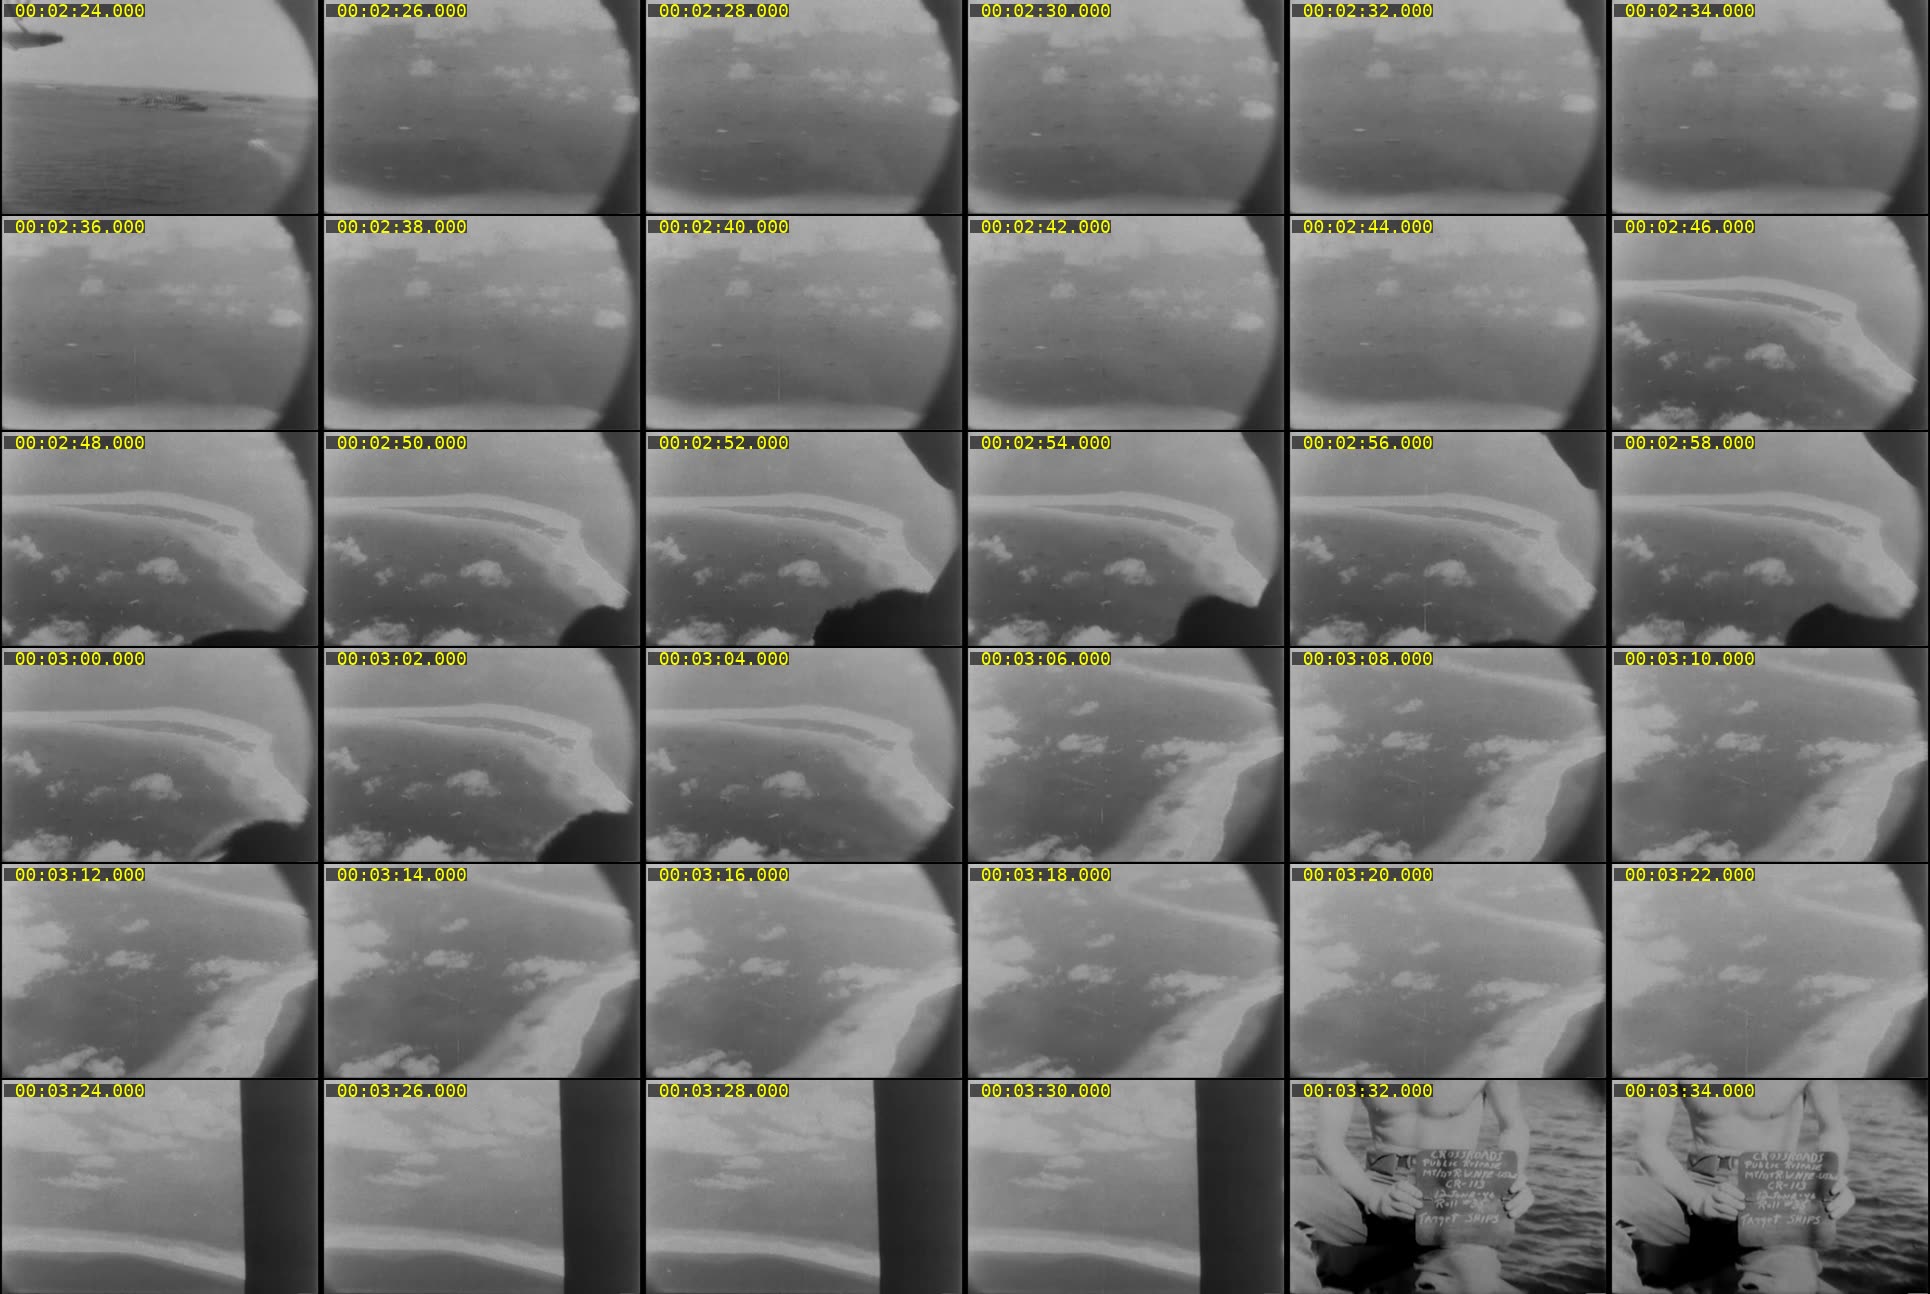 00:02:24.000 00:02:26.000 00:02:28.000 00:02:30.000 00:02:32.000 00:02:34.000
00:02:36.000 00:02:38.000 00:02:40.000 00:02:42.000 00:02:44.000 00:02:46.000
00:02:48.000 00:02:50.000 00:02:52.000 00:02:54.000 00:02:56.000 00:02:58.000
00:03:00.000 00:03:02.000 00:03:04.000 00:03:06.000 00:03:08.000 00:03:10.000
00:03:12.000 00:03:14.000 00:03:16.000 00:03:18.000 00:03:20.000 00:03:22.000
00:03:24.000 00:03:26.000 00:03:28.000 00:03:30.000 00:03:32.000 00:03:34.000
CROSSROADS
Public Release
CR-113
Roll
Target SHIPS
CROSSROADS
Public Release
CR-113
Roll
Target SHIPS